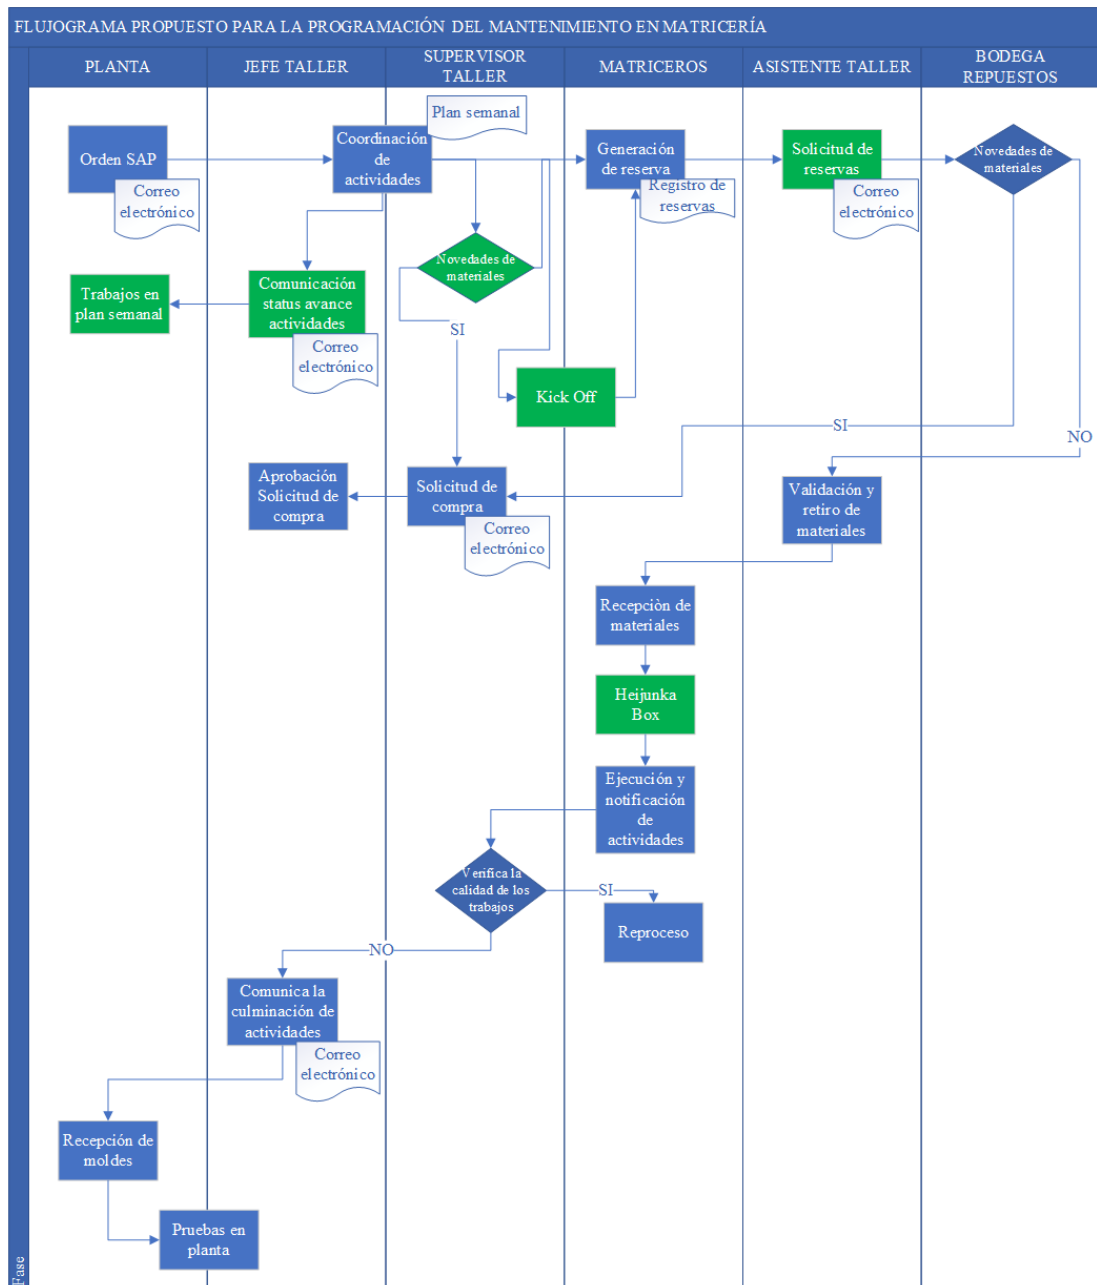 FLUJOGRAMA PROPUESTO PARA LA PROGRAMACIÓN DEL MANTENIMIENTO EN MATRICERÍA
PLANTA
JEFE TALLER
SUPERVISOR
TALLER
MATRICEROS
ASISTENTE TALLER
BODEGA
REPUESTOS
Plan semanal
Orden SAP
Correo
electrónico
Coordinación
de
actividades
Generación
de reserva
Registro de
reservas
Solicitud de
reservas
Correo
electrónico
Novedades de
materiales
Novedades de
materiales
SI
Trabajos en
plan semanal
Comunicación
status avance
actividades
Correo
electrónico
Kick Off
SI
NO
Aprobación
Solicitud de
compra
Solicitud de
compra
Correo
electrónico
Validación y
retiro de
materiales
Recepciòn de
materiales
Heijunka
Box
Ejecución y
notificación
de
actividades
Verifica la
calidad de los
trabajos
SI
Reproceso
NO
Comunica la
culminación de
actividades
Correo
electrónico
Recepción de
moldes
Pruebas en
planta
Fase